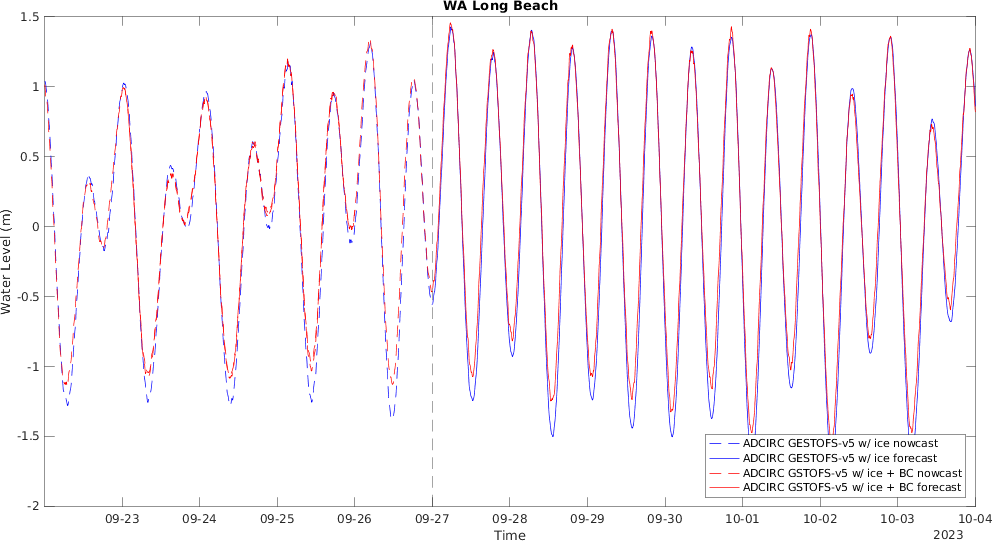 WA Long Beach
1.5
1
0.5
0
-0.5
-1
-1.5
-2
Water Level (m)
09-23 09-24 09-25 09-26 09-27 09-28 09-29 09-30 10-01 10-02 10-03 10-04
Time
2023
ADCIRC GESTOFS-v5 w/ ice nowcast
ADCIRC GESTOFS-v5 w/ ice forecast
ADCIRC GSTOFS-v5 w/ ice + BC nowcast
ADCIRC GSTOFS-v5 w/ ice + BC forecast